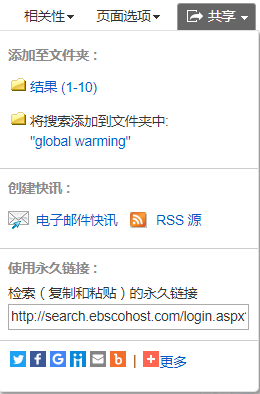 相关性 页面选项 共享
添加至文件夹：
结果 (1-10)
将搜索添加到文件夹中:
"global warming"
创建快讯：
电子邮件快讯 RSS 源
使用永久链接：
检索（复制和粘贴）的永久链接
http://search.ebscohost.com/login.aspx
| 更多